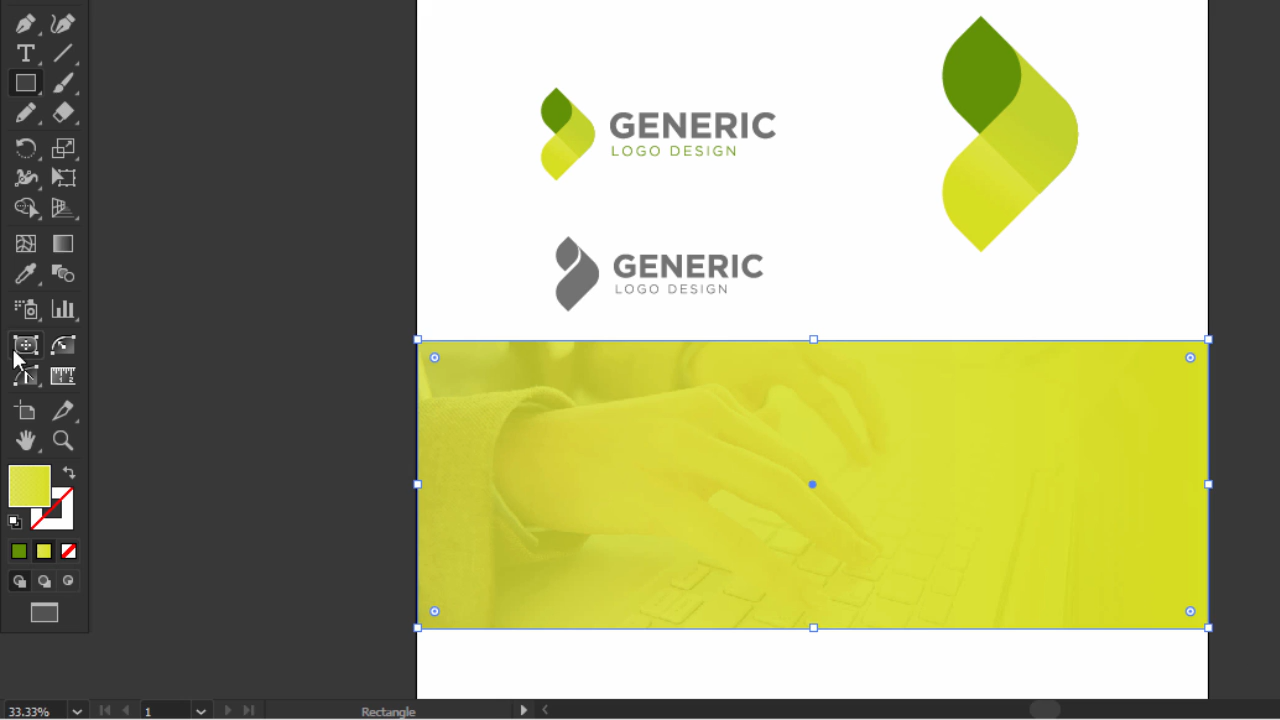 T
GENERIC
LOGO DESIGN
GENERIC
LOGO DESIGN
33.33%
1
Rectangle